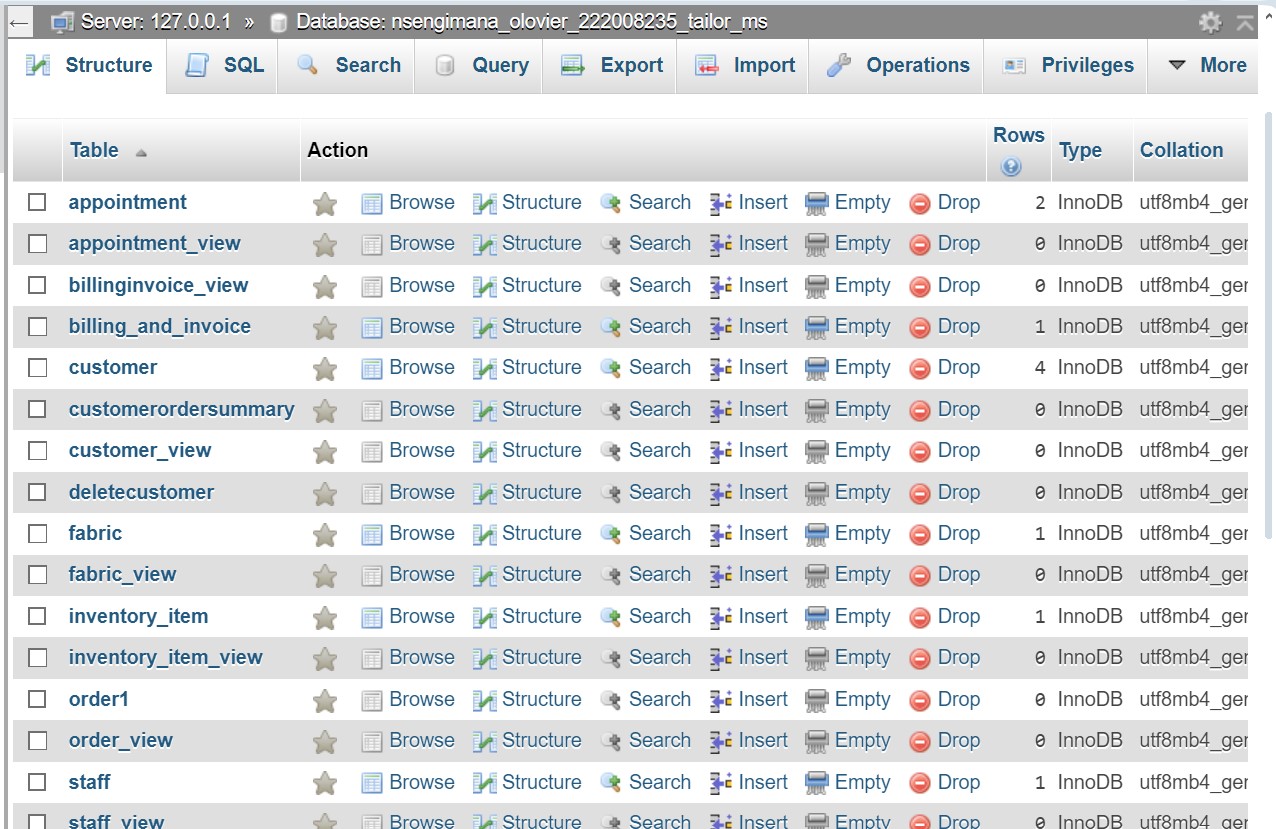 Server: 127.0.0.1 » Database: nsengimana_olovier_222008235_tailor_ms
Structure SQL Search Query Export Import Operations Privileges More
Table Action Rows Type Collation
appointment Browse Structure Search Insert Empty Drop 2 InnoDB utf8mb4_ger
appointment_view Browse Structure Search Insert Empty Drop 0 InnoDB utf8mb4_ger
billinginvoice_view Browse Structure Search Insert Empty Drop 0 InnoDB utf8mb4_ger
billing_and_invoice Browse Structure Search Insert Empty Drop 1 InnoDB utf8mb4_ger
customer Browse Structure Search Insert Empty Drop 4 InnoDB utf8mb4_ger
customerordersummary Browse Structure Search Insert Empty Drop 0 InnoDB utf8mb4_ger
customer_view Browse Structure Search Insert Empty Drop 0 InnoDB utf8mb4_ger
deletecustomer Browse Structure Search Insert Empty Drop 0 InnoDB utf8mb4_ger
fabric Browse Structure Search Insert Empty Drop 1 InnoDB utf8mb4_ger
fabric_view Browse Structure Search Insert Empty Drop 0 InnoDB utf8mb4_ger
inventory_item Browse Structure Search Insert Empty Drop 1 InnoDB utf8mb4_ger
inventory_item_view Browse Structure Search Insert Empty Drop 0 InnoDB utf8mb4_ger
order1 Browse Structure Search Insert Empty Drop 0 InnoDB utf8mb4_ger
order_view Browse Structure Search Insert Empty Drop 0 InnoDB utf8mb4_ger
staff Browse Structure Search Insert Empty Drop 1 InnoDB utf8mb4_ger
staff_view Browse Structure Search Insert Empty Drop 0 InnoDB utf8mb4_ger